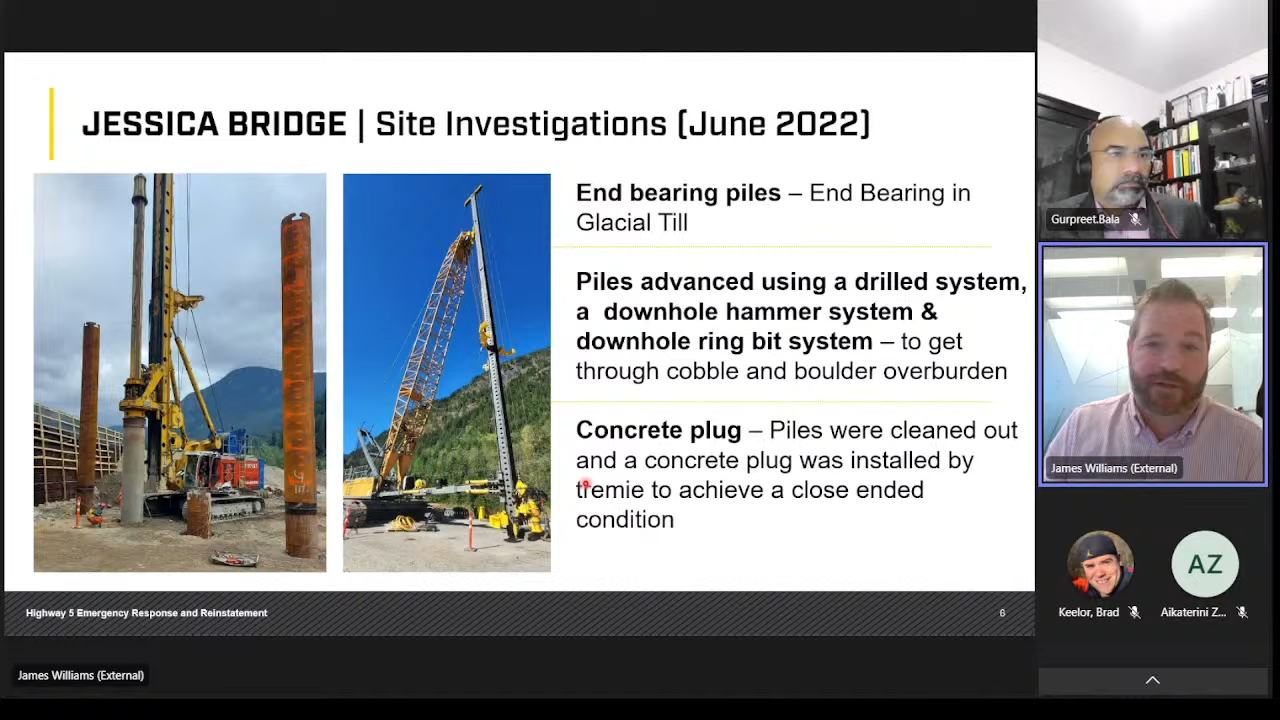 JESSICA BRIDGE | Site Investigations (June 2022)
End bearing piles – End Bearing in
Glacial Till
Piles advanced using a drilled system,
a downhole hammer system &
downhole ring bit system – to get
through cobble and boulder overburden
Concrete plug – Piles were cleaned out
and a concrete plug was installed by
tremie to achieve a close ended
condition
Highway 5 Emergency Response and Reinstatement
6
James Williams (External)
Gurpreet.Bala
James Williams (External)
AZ
Keelor, Brad
Aikaterini Z...